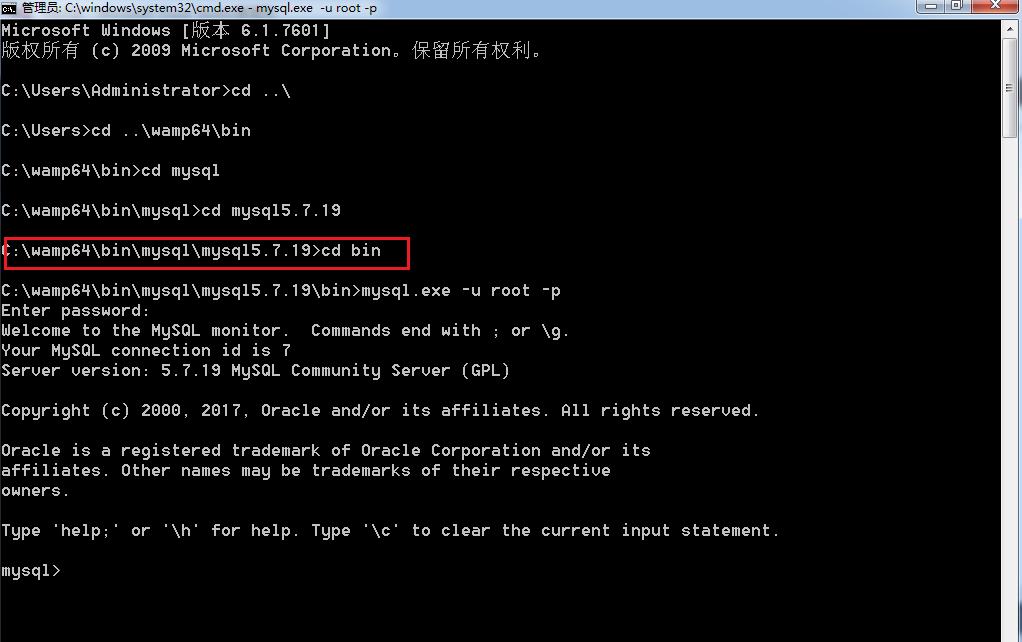 管理员: C:\windows\system32\cmd.exe - mysql.exe  -u root -p
Microsoft Windows [版本 6.1.7601]
版权所有 (c) 2009 Microsoft Corporation。保留所有权利。
C:\Users\Administrator>cd ..\
C:\Users>cd ..\wamp64\bin
C:\wamp64\bin>cd mysql
C:\wamp64\bin\mysql>cd mysql5.7.19
C:\wamp64\bin\mysql\mysql5.7.19>cd bin
C:\wamp64\bin\mysql\mysql5.7.19\bin>mysql.exe -u root -p
Enter password:
Welcome to the MySQL monitor.  Commands end with ; or \g.
Your MySQL connection id is 7
Server version: 5.7.19 MySQL Community Server (GPL)
Copyright (c) 2000, 2017, Oracle and/or its affiliates. All rights reserved.
Oracle is a registered trademark of Oracle Corporation and/or its
affiliates. Other names may be trademarks of their respective
owners.
Type 'help;' or '\h' for help. Type '\c' to clear the current input statement.
mysql>